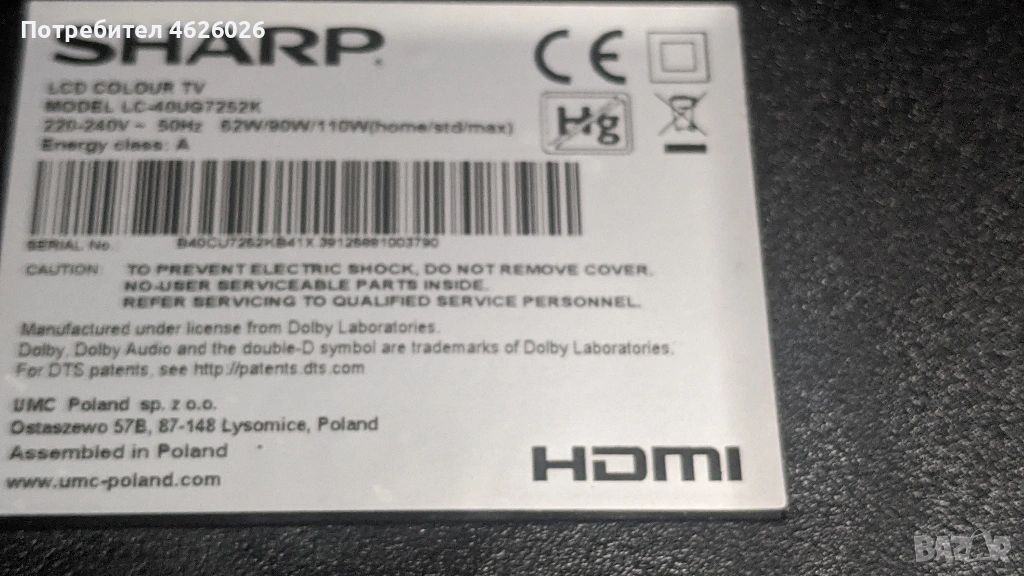 Потребител 4626026
SHARP
LCD COLOUR TV
MODEL LC-40UG7252K
220-240V ~ 50Hz 62W/90W/110W(home/std/max)
Energy class: A
CE
Hg
SERIAL No.: B40CU7252KB41X 39126891003790
CAUTION: TO PREVENT ELECTRIC SHOCK, DO NOT REMOVE COVER.
NO-USER SERVICEABLE PARTS INSIDE.
REFER SERVICING TO QUALIFIED SERVICE PERSONNEL.
Manufactured under license from Dolby Laboratories.
Dolby, Dolby Audio and the double-D symbol are trademarks of Dolby Laboratories.
For DTS patents, see http://patents.dts.com
UMC Poland sp. z o.o.
Ostaszewo 57B, 87-148 Lysomice, Poland
Assembled in Poland
www.umc-poland.com
HDMI
BAZAR